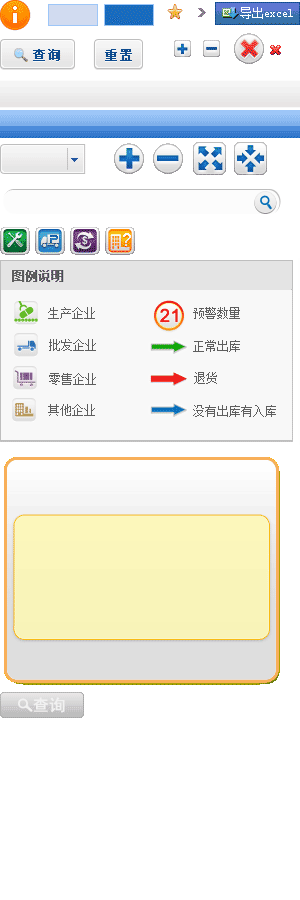 导出excel
查询 重置
图例说明
生产企业 21 预警数量
批发企业 正常出库
零售企业 退货
其他企业 没有出库有入库
查询